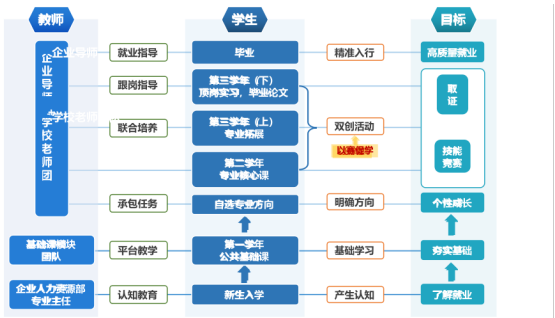 教师
学生
目标
企业导师
就业指导
毕业
精准入行
高质量就业
跟岗指导
第三学年（下）
顶岗实习，毕业论文
取
证
学校老师
联合培养
第三学年（上）
专业拓展
双创活动
以赛促学
技能
竞赛
第二学年
专业核心课
企业导师
学校老师团
承包任务
自选专业方向
明确方向
个性成长
基础课模块
团队
平台教学
第一学年
公共基础课
基础学习
夯实基础
企业人力资源部
专业主任
认知教育
新生入学
产生认知
了解就业